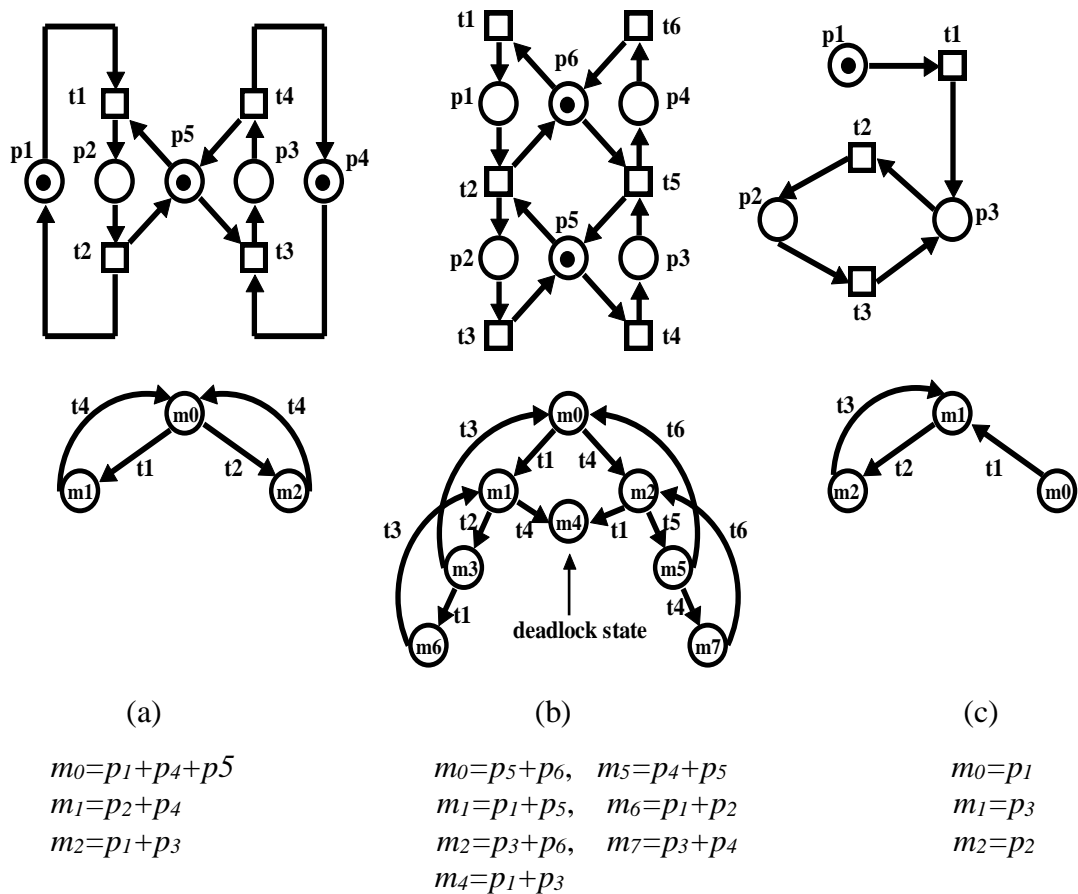 t1
t4
p1
p2
p5
p3
p4
t2
t3
t1
t6
p6
p1
p4
t2
t5
p5
p2
p3
t3
t4
p1
t1
t2
p2
p3
t3
t4
m0
t4
t1
t2
m1
m2
t3
m0
t6
t1
t4
m1
m2
t3
t2
t4
m4
t1
t5
t6
m3
m5
t1
t4
deadlock state
m6
m7
t3
m1
t2
t1
m2
m0
(a)
(b)
(c)
m0=p1+p4+p5
m1=p2+p4
m2=p1+p3
m0=p5+p6, m5=p4+p5
m1=p1+p5, m6=p1+p2
m2=p3+p6, m7=p3+p4
m4=p1+p3
m0=p1
m1=p3
m2=p2